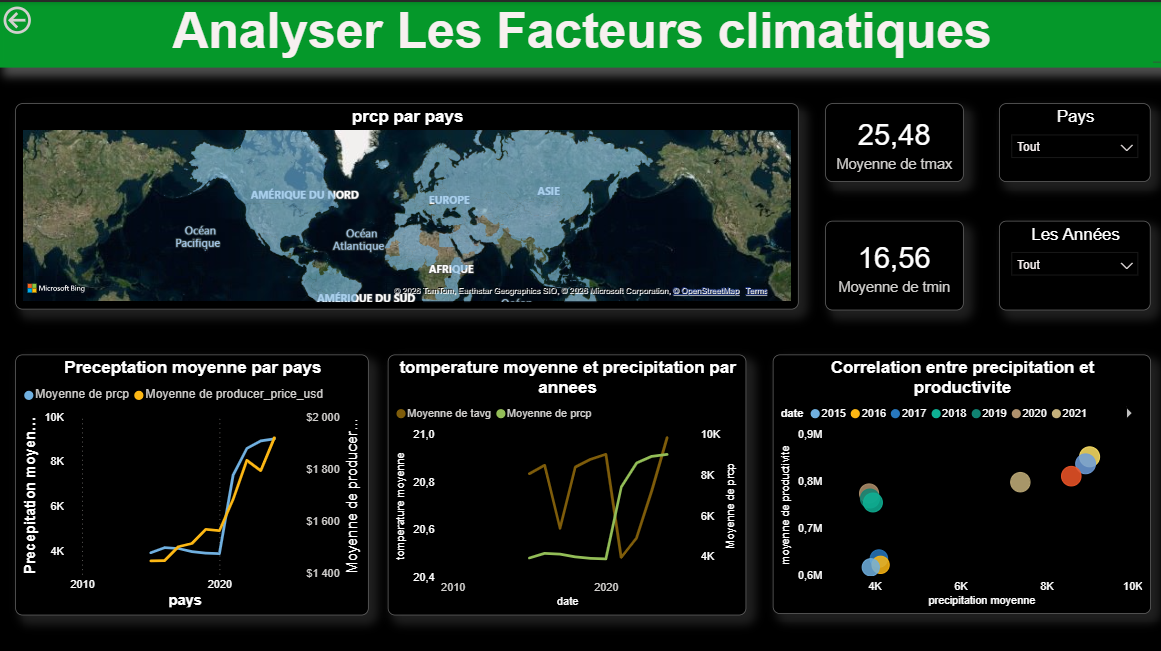 Analyser Les Facteurs climatiques
prcp par pays
AMÉRIQUE DU NORD
EUROPE
ASIE
Océan
Pacifique
Océan
Atlantique
AFRIQUE
AMÉRIQUE DU SUD
Microsoft Bing
© 2026 TomTom, Earthstar Geographics SIO, © 2026 Microsoft Corporation, © OpenStreetMap Terms
25,48
Moyenne de tmax
Pays
Tout
16,56
Moyenne de tmin
Les Années
Tout
Preceptation moyenne par pays
Moyenne de prcp Moyenne de producer_price_usd
Precepitation moyen...
10K
8K
6K
4K
$2 000
$1 800
$1 600
$1 400
Moyenne de producer...
2010 2020
pays
tomperature moyenne et precipitation par
annees
Moyenne de tavg Moyenne de prcp
tomperature moyenne
21,0
20,8
20,6
20,4
10K
8K
6K
4K
Moyenne de prcp
2010 2020
date
Correlation entre precipitation et
productivite
date 2015 2016 2017 2018 2019 2020 2021
moyenne de productivite
0,9M
0,8M
0,7M
0,6M
4K 6K 8K 10K
precipitation moyenne